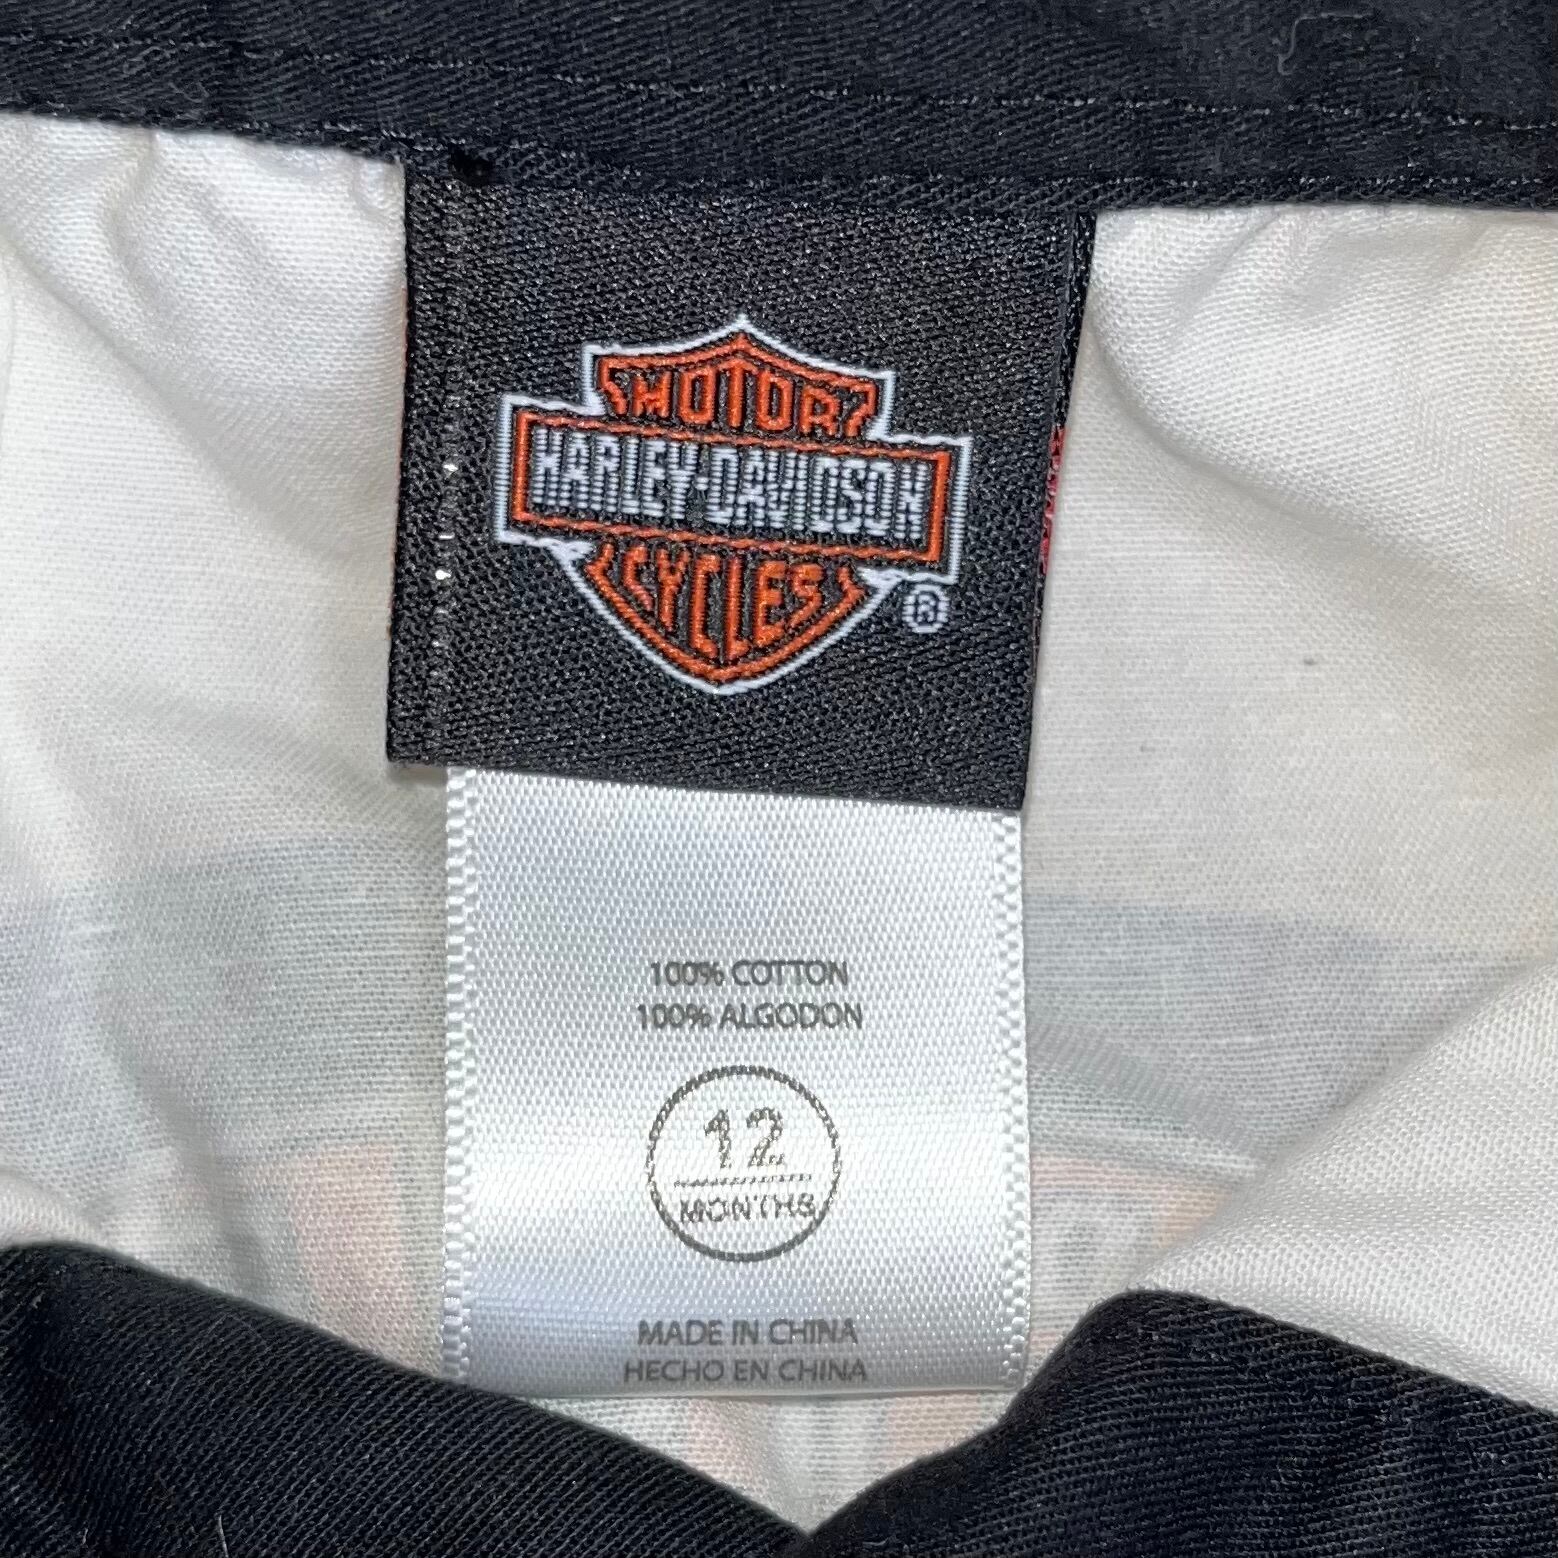 MOTOR
HARLEY-DAVIDSON
CYCLES
®
100% COTTON
100% ALGODON
12
MONTHS
MADE IN CHINA
HECHO EN CHINA